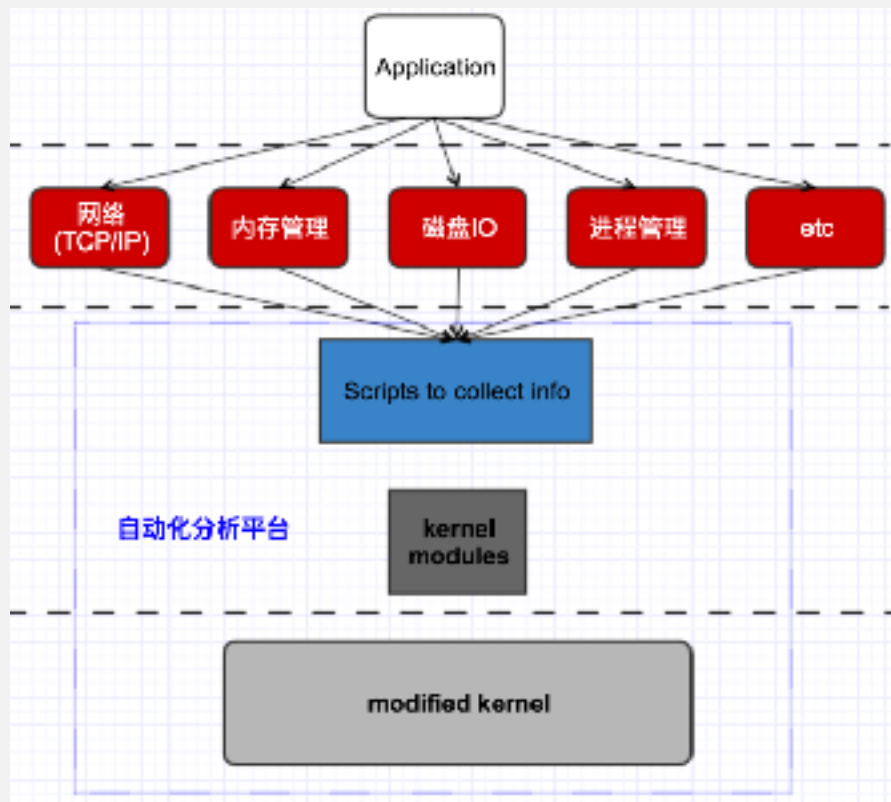 Application
网络
(TCP/IP)
内存管理
磁盘IO
进程管理
etc
Scripts to collect info
自动化分析平台
kernel
modules
modified kernel